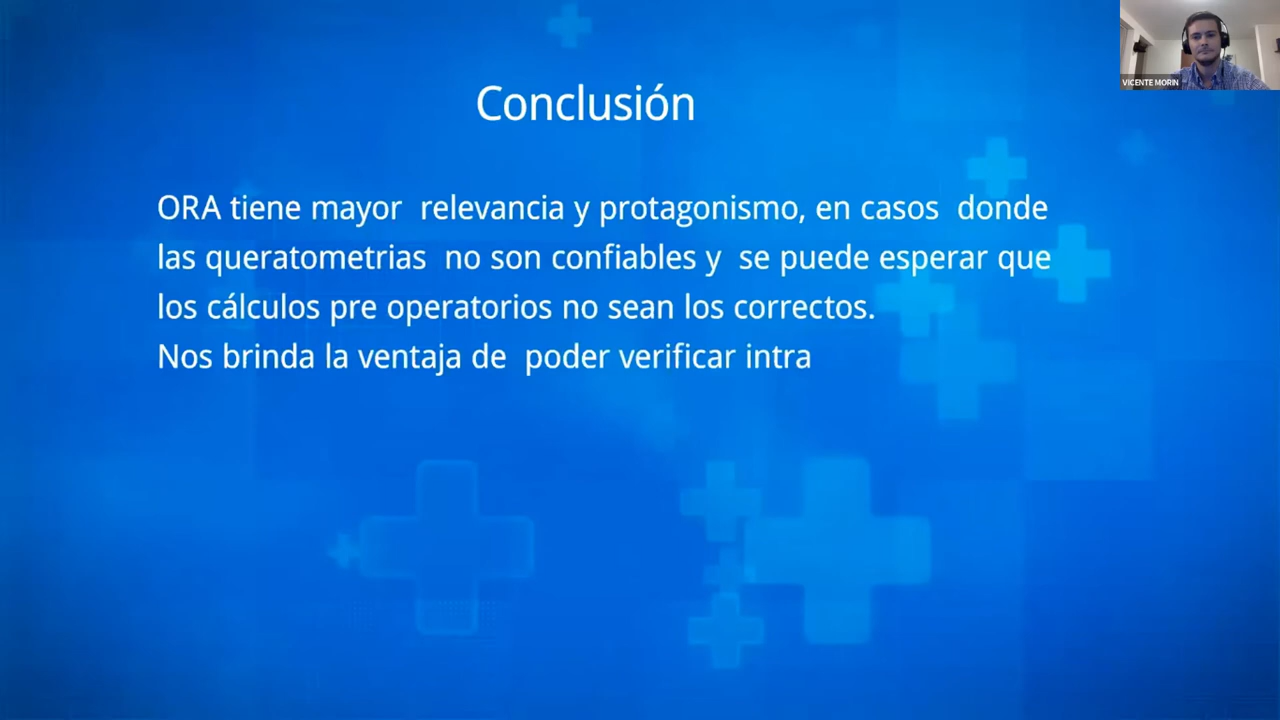 VICENTE MORIN
Conclusión
ORA tiene mayor relevancia y protagonismo, en casos donde
las queratometrias no son confiables y se puede esperar que
los cálculos pre operatorios no sean los correctos.
Nos brinda la ventaja de poder verificar intra